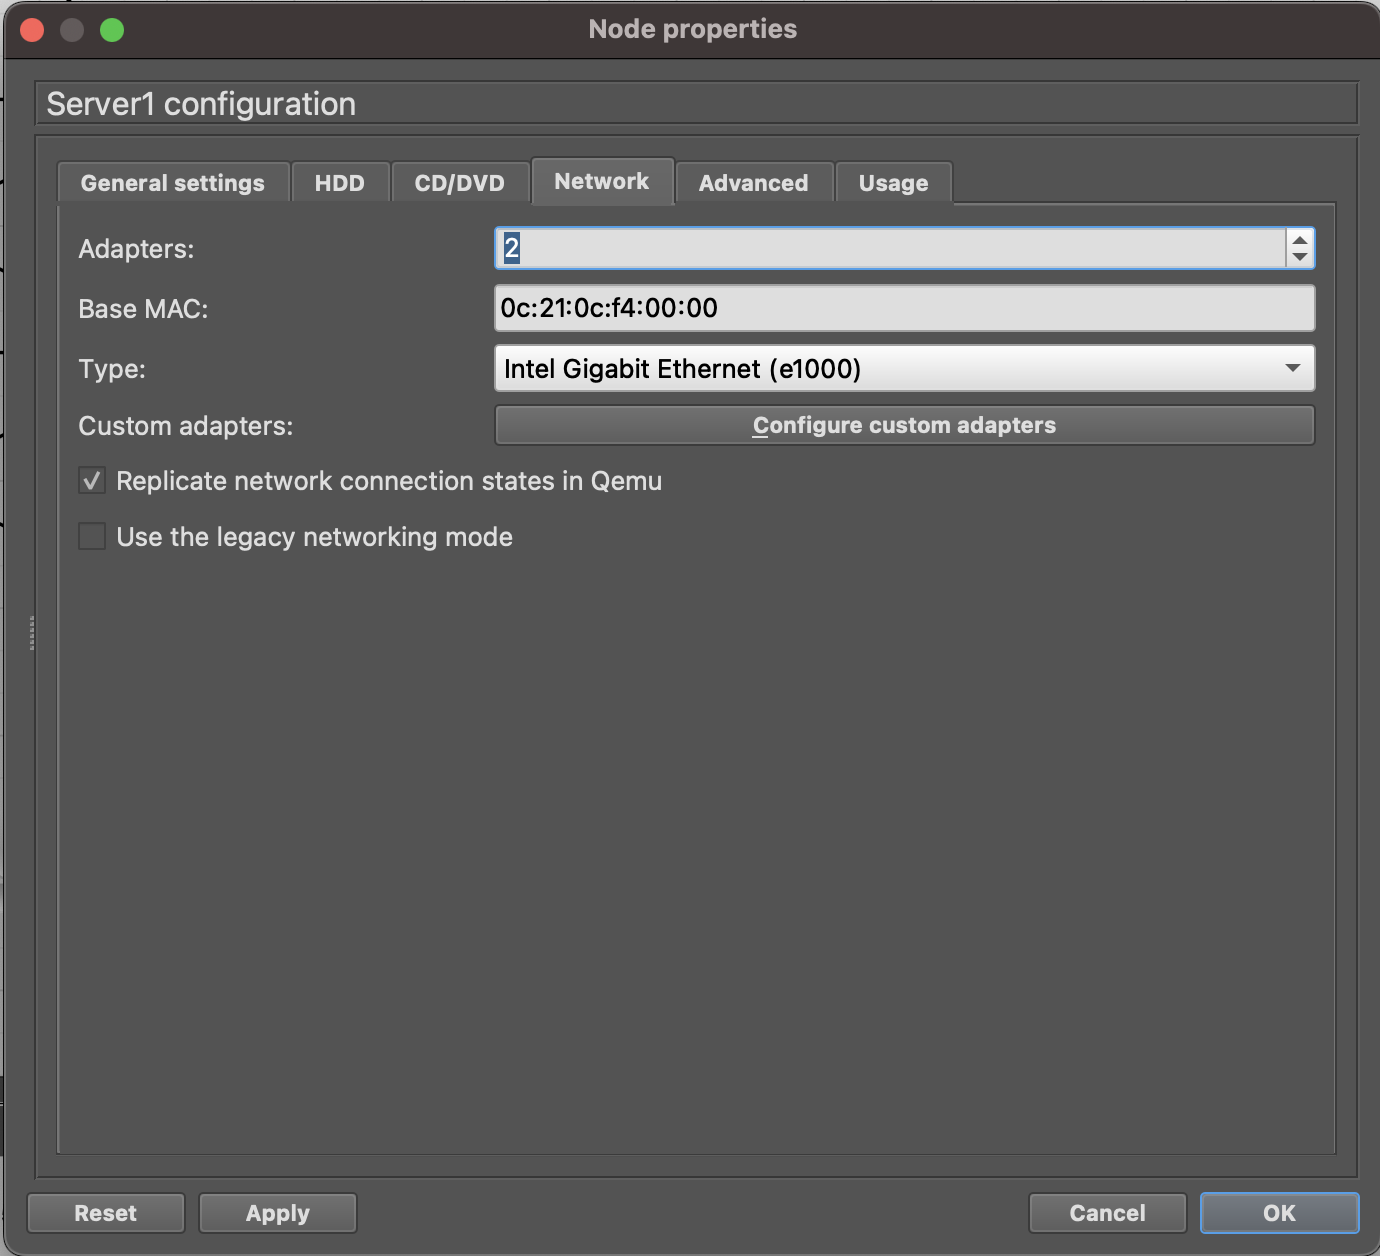 Node properties
Server1 configuration
General settings HDD CD/DVD Network Advanced Usage
Adapters: 2
Base MAC: 0c:21:0c:f4:00:00
Type: Intel Gigabit Ethernet (e1000)
Custom adapters: Configure custom adapters
Replicate network connection states in Qemu
Use the legacy networking mode
Reset Apply Cancel OK